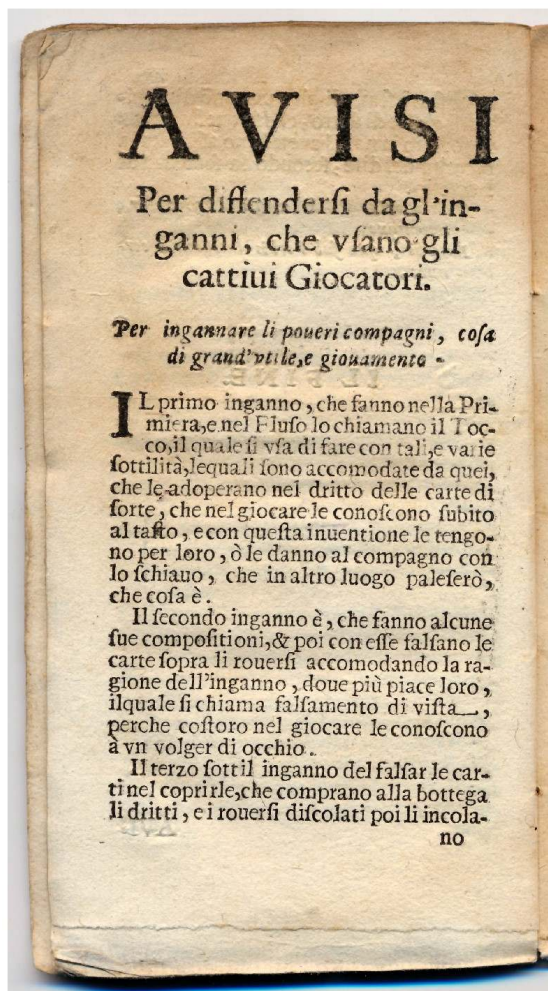 AVISI
Per diffenderſi da gl'in-
ganni, che vſano gli
cattiui Giocatori.
Per ingannare li poueri compagni, coſa
di grand'vtile, e giouamento.
IL primo inganno, che fanno nella Pri-
miera, e nel Fluſo lo chiamano il Toc-
co, il quale ſi vſa di fare con tali, e varie
ſottilità, lequali ſono accomodate da quei,
che le adoperano nel dritto delle carte di
ſorte, che nel giocare le conoſcono ſubito
al taſto, e con queſta inuentione le tengo-
no per loro, ò le danno al compagno con
lo ſchiauo, che in altro luogo paleſerò,
che coſa è.
Il ſecondo inganno è, che fanno alcune
ſue compoſitioni, & poi con eſſe falſano le
carte ſopra li rouerſi accomodando la ra-
gione dell'inganno, doue più piace loro,
ilquale ſi chiama falſamento di viſta,
perche coſtoro nel giocare le conoſcono
à vn volger di occhio.
Il terzo ſottil inganno del falſar le car-
ti nel coprirle, che comprano alla bottega
li dritti, e i rouerſi diſcolati poi li incola-
no